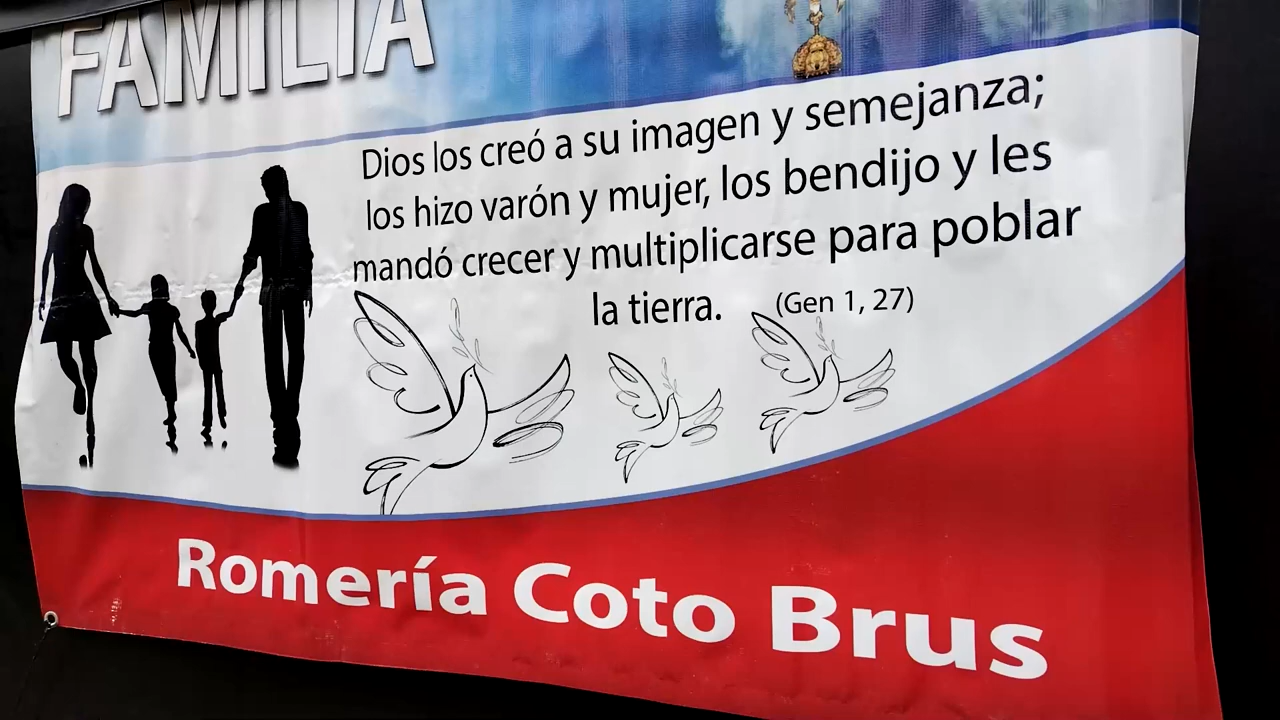 FAMILIA
Dios los creó a su imagen y semejanza;
los hizo varón y mujer, los bendijo y les
mandó crecer y multiplicarse para poblar
la tierra. (Gen 1, 27)
Romería Coto Brus